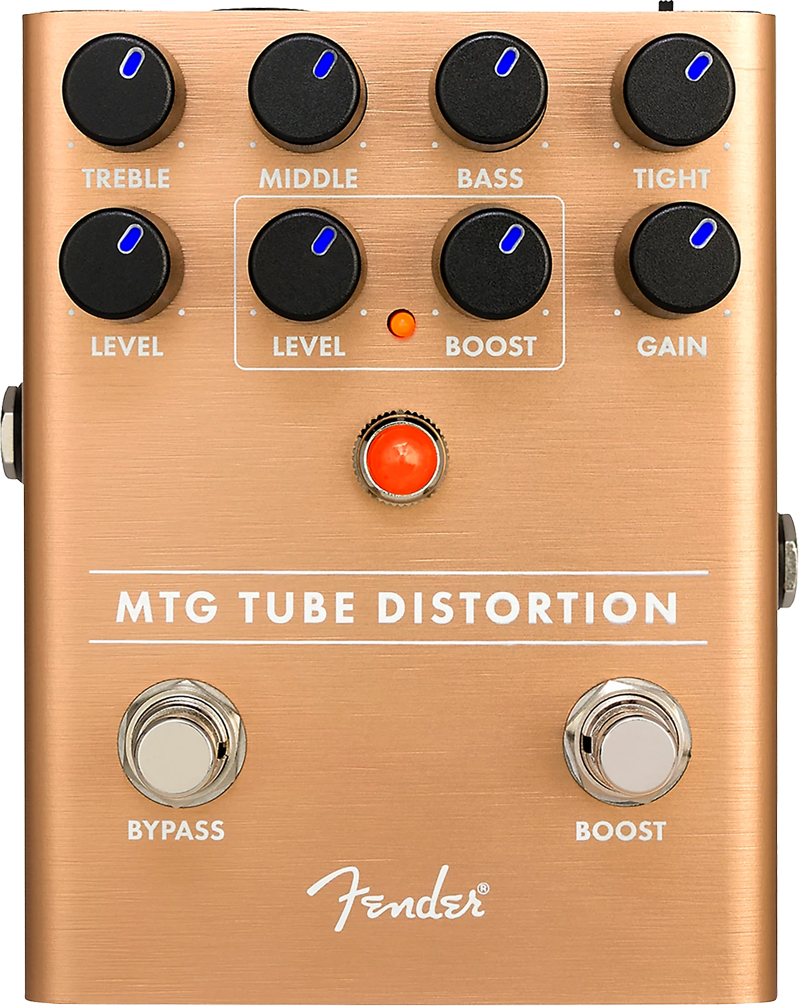 TREBLE MIDDLE BASS TIGHT
LEVEL LEVEL BOOST GAIN
MTG TUBE DISTORTION
BYPASS BOOST
Fender®